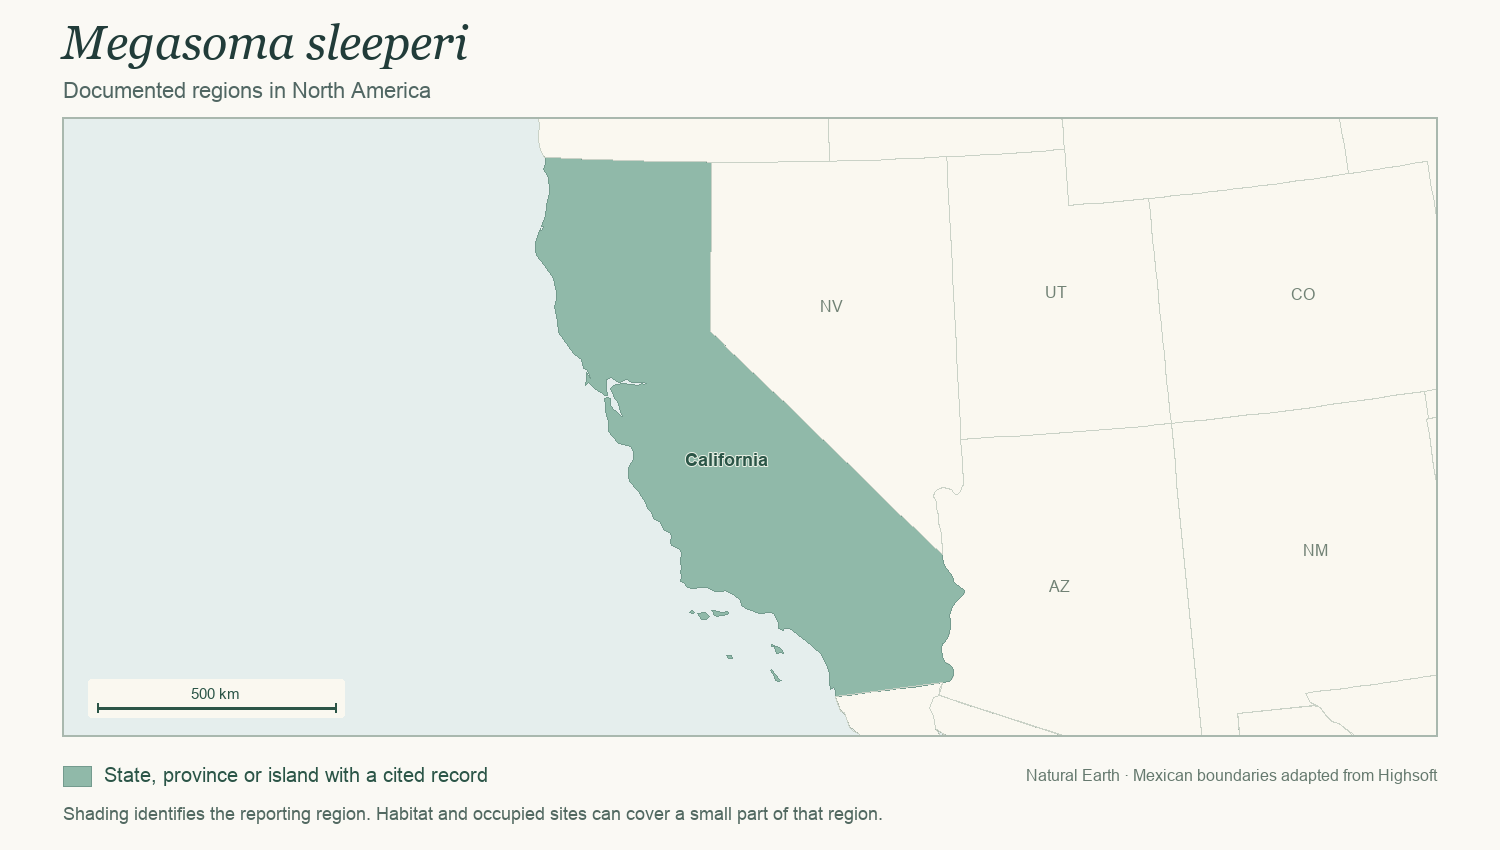 Megasoma sleeperi
Documented regions in North America
NV
UT
CO
California
NM
AZ
500 km
State, province or island with a cited record
Natural Earth · Mexican boundaries adapted from Highsoft
Shading identifies the reporting region. Habitat and occupied sites can cover a small part of that region.